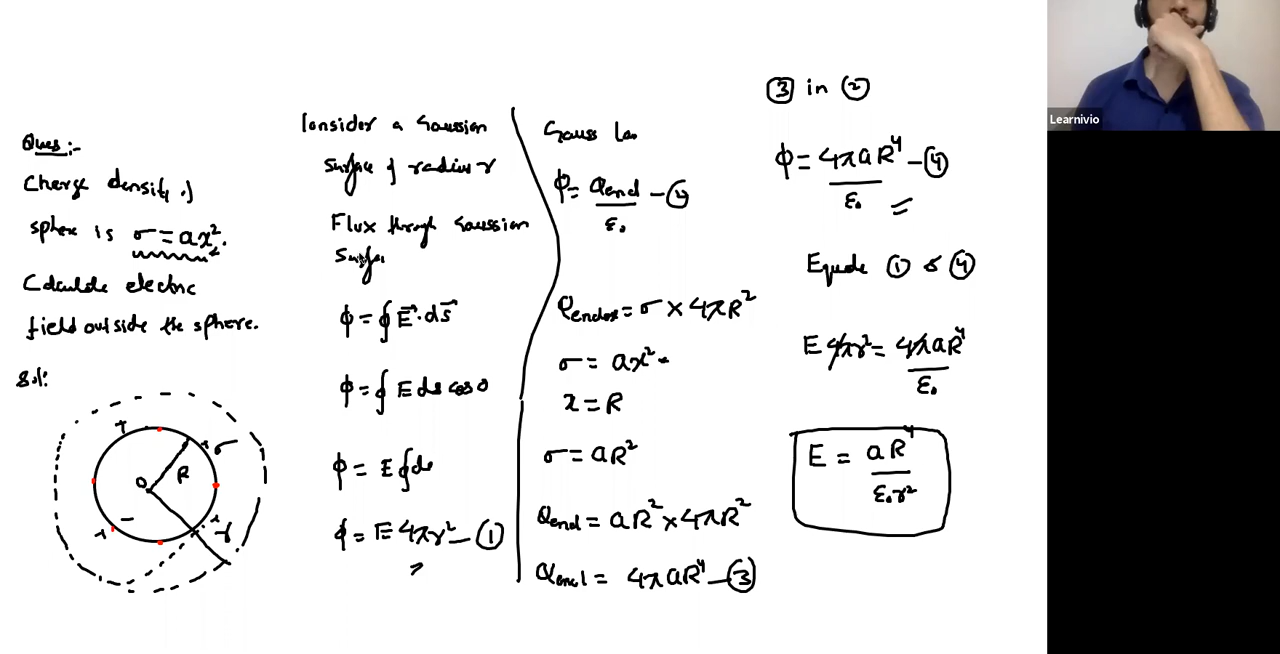 Ques:-
Charge density of
sphere is σ = ax².
Calculate electric
field outside the sphere.
Sol:
+
+ σ
R
O
+
+
-
r
Consider a Gaussian
surface of radius r
Flux through Gaussian
Surface
ϕ = ∮ E⃗ · ds⃗
ϕ = ∮ E ds cos 0
ϕ = E ∮ ds
ϕ = E 4πr² — ①
Gauss Law
ϕ = Qencl / ε₀ — ②
= σ × 4πR²
σ = ax²
x = R
σ = aR²
Qencl = aR² × 4πR²
Qencl = 4πaR⁴ — ③
③ in ②
ϕ = 4πaR⁴ / ε₀ — ④
Equate ① & ④
E 4πr² = 4πaR⁴ / ε₀
E = aR⁴ / ε₀r²
Learnivio